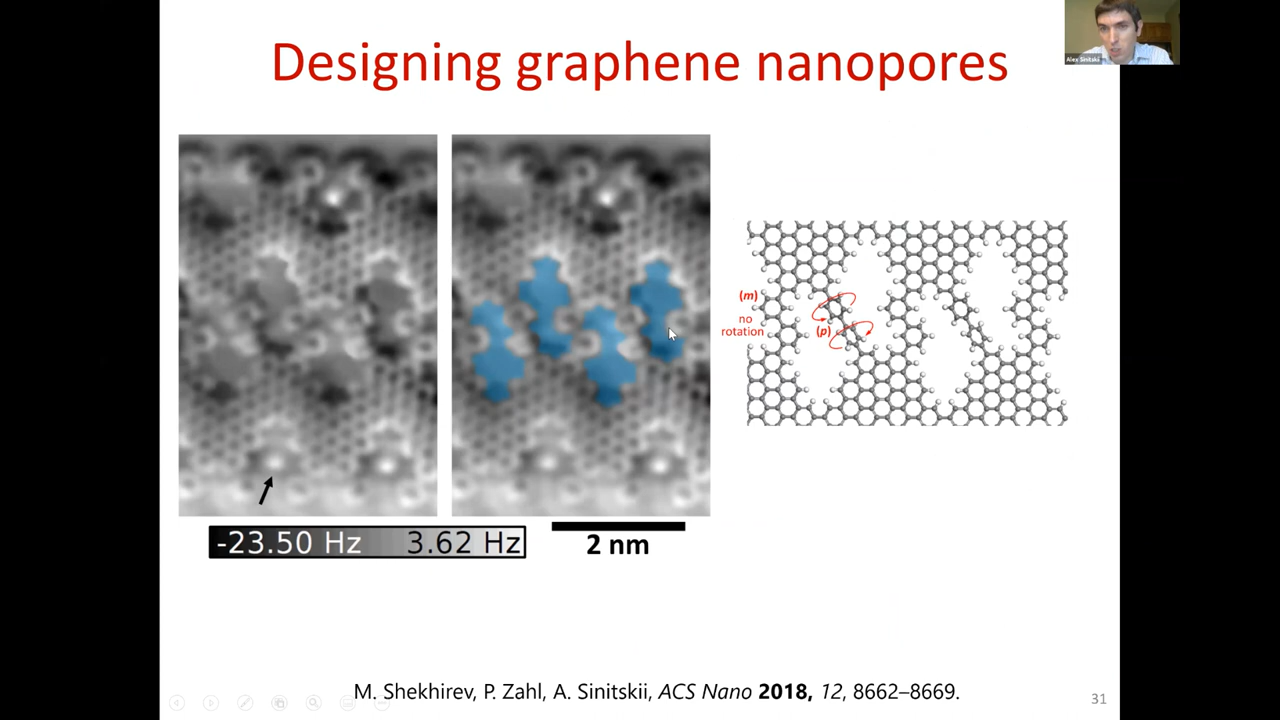 Designing graphene nanopores
Alex Sinitskii
(m)
no
rotation
(p)
-23.50 Hz 3.62 Hz
2 nm
M. Shekhirev, P. Zahl, A. Sinitskii, ACS Nano 2018, 12, 8662–8669.
31